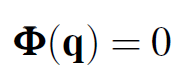 𝚽(𝐪) = 0